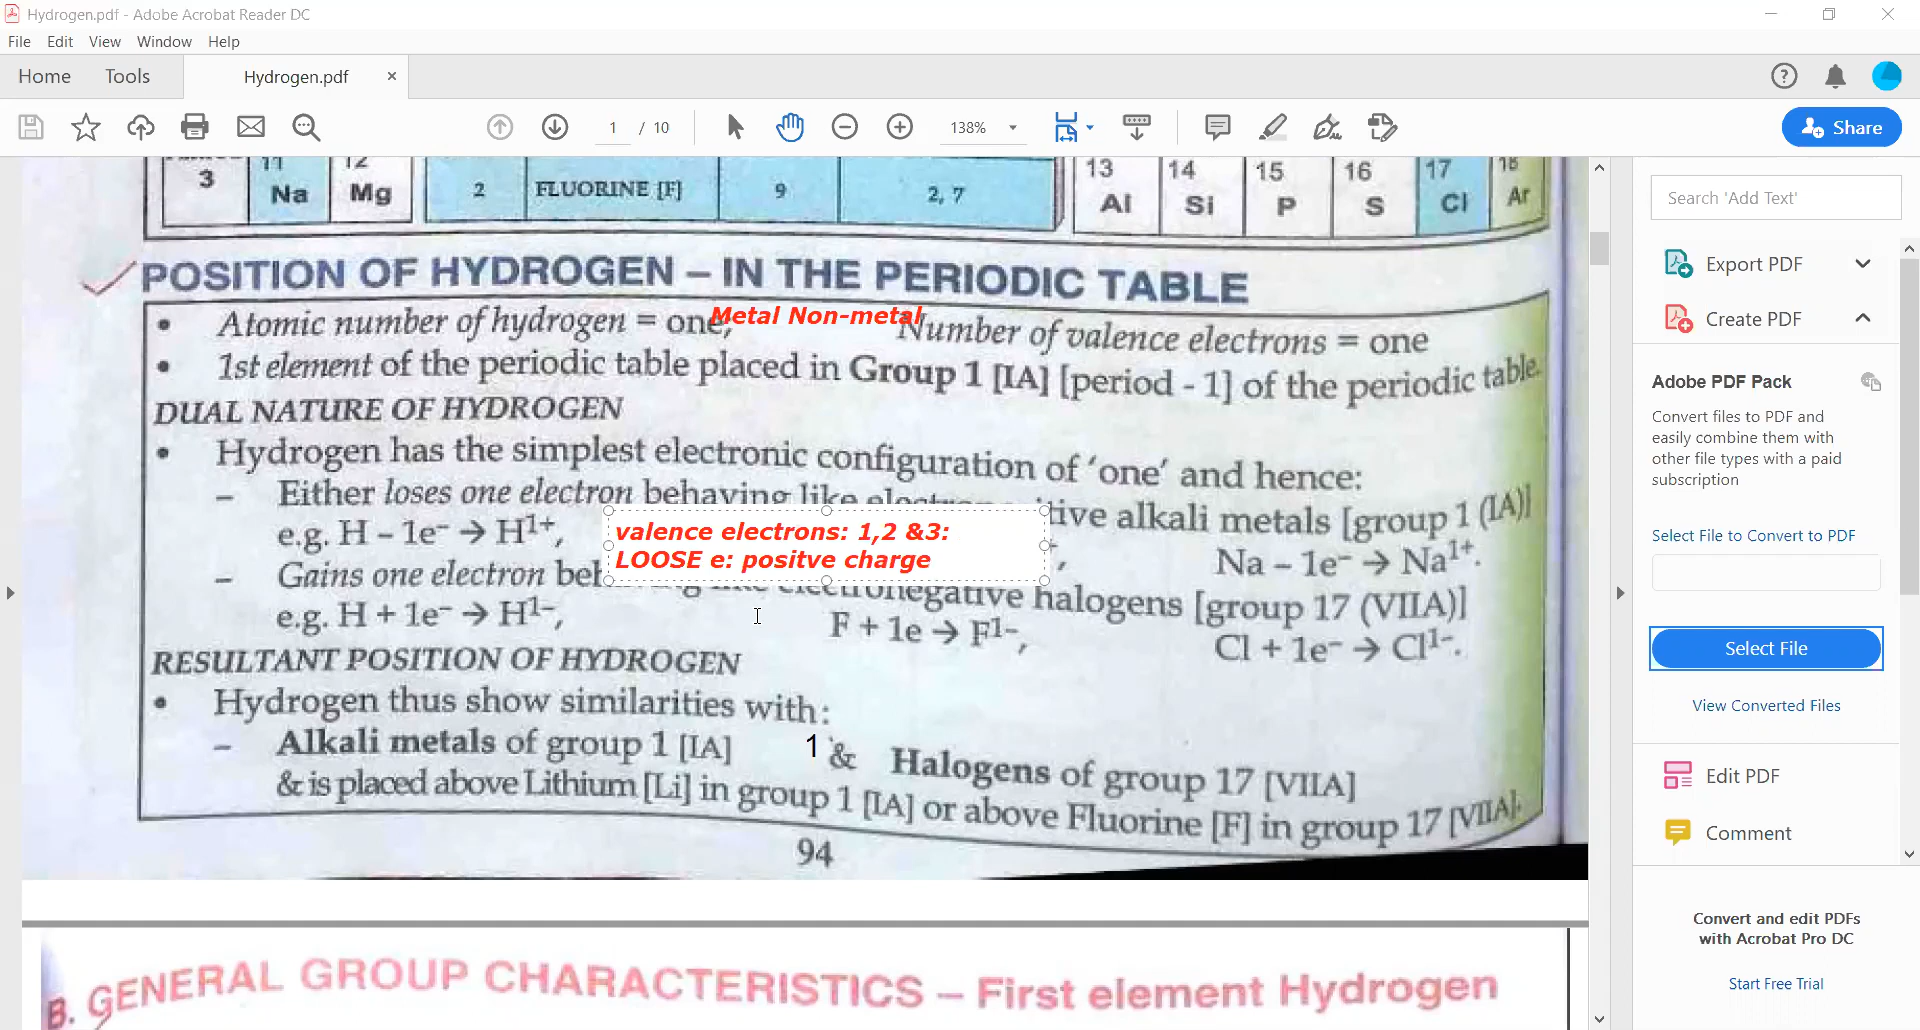 Hydrogen.pdf - Adobe Acrobat Reader DC
File Edit View Window Help
Home Tools Hydrogen.pdf ×
1 / 10 138% Share
3 11 Na 12 Mg 2 FLUORINE [F] 9 2, 7 13 Al 14 Si 15 P 16 S 17 Cl 18 Ar
POSITION OF HYDROGEN – IN THE PERIODIC TABLE
• Atomic number of hydrogen = one, Number of valence electrons = one
Metal Non-metal
• 1st element of the periodic table placed in Group 1 [IA] [period - 1] of the periodic table.
DUAL NATURE OF HYDROGEN
• Hydrogen has the simplest electronic configuration of ‘one’ and hence:
– Either loses one electron behaving like alkali metals [group 1 (IA)]
e.g. H – 1e⁻ → H¹⁺, Na – 1e⁻ → Na¹⁺.
valence electrons: 1,2 &3:
LOOSE e: positve charge
– Gains one electron halogens [group 17 (VIIA)]
e.g. H + 1e⁻ → H¹⁻, F + 1e → F¹⁻, Cl + 1e⁻ → Cl¹⁻.
RESULTANT POSITION OF HYDROGEN
• Hydrogen thus show similarities with:
– Alkali metals of group 1 [IA] 1 & Halogens of group 17 [VIIA]
& is placed above Lithium [Li] in group 1 [IA] or above Fluorine [F] in group 17 [VIIA].
94
B. GENERAL GROUP CHARACTERISTICS – First element Hydrogen
Search 'Add Text'
Export PDF
Create PDF
Adobe PDF Pack
Convert files to PDF and
easily combine them with
other file types with a paid
subscription
Select File to Convert to PDF
Select File
View Converted Files
Edit PDF
Comment
Convert and edit PDFs
with Acrobat Pro DC
Start Free Trial